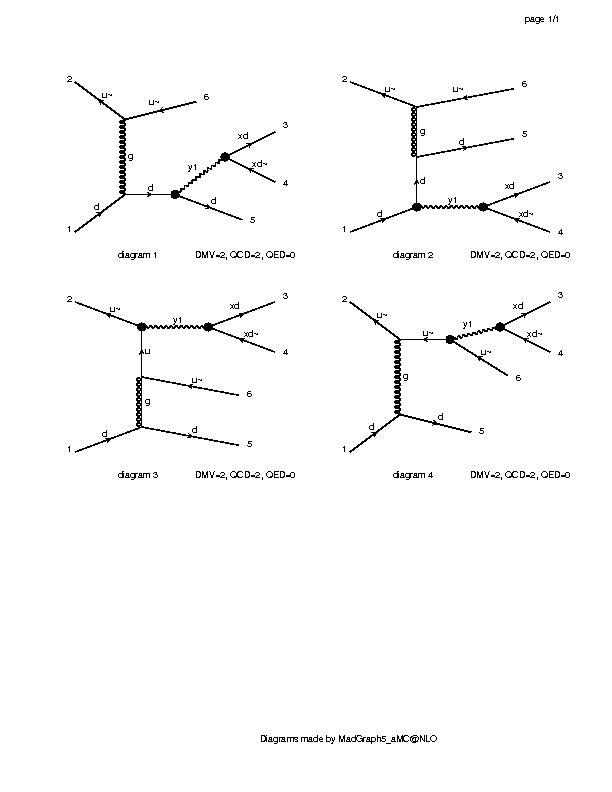 page 1/1
2
u~
u~
6
g
y1
xd
3
xd~
4
d
d
d
5
1
diagram 1
DMV=2, QCD=2, QED=0
2
u~
u~
6
g
d
5
d
d
y1
xd
3
xd~
4
1
diagram 2
DMV=2, QCD=2, QED=0
2
u~
y1
xd
3
xd~
4
u
u~
6
g
d
d
5
1
diagram 3
DMV=2, QCD=2, QED=0
2
u~
u~
y1
xd
3
xd~
4
u~
6
g
d
d
5
1
diagram 4
DMV=2, QCD=2, QED=0
Diagrams made by MadGraph5_aMC@NLO